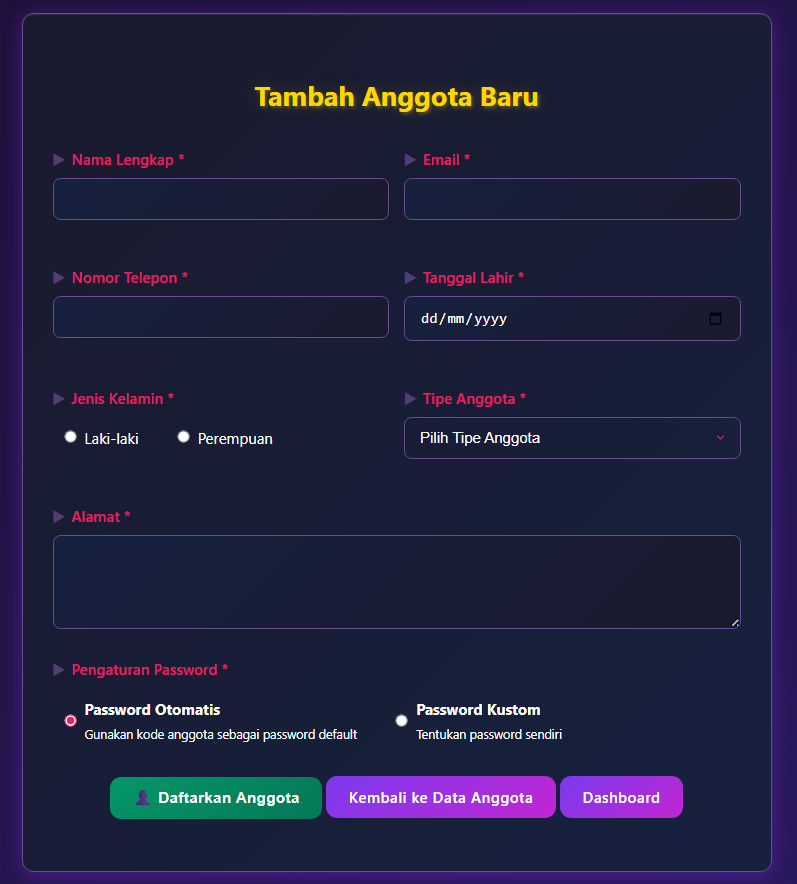 Tambah Anggota Baru
▶ Nama Lengkap *
▶ Email *
▶ Nomor Telepon *
▶ Tanggal Lahir *
dd/mm/yyyy
▶ Jenis Kelamin *
▶ Tipe Anggota *
Laki-laki
Perempuan
Pilih Tipe Anggota
▶ Alamat *
▶ Pengaturan Password *
Password Otomatis
Gunakan kode anggota sebagai password default
Password Kustom
Tentukan password sendiri
👤 Daftarkan Anggota
Kembali ke Data Anggota
Dashboard